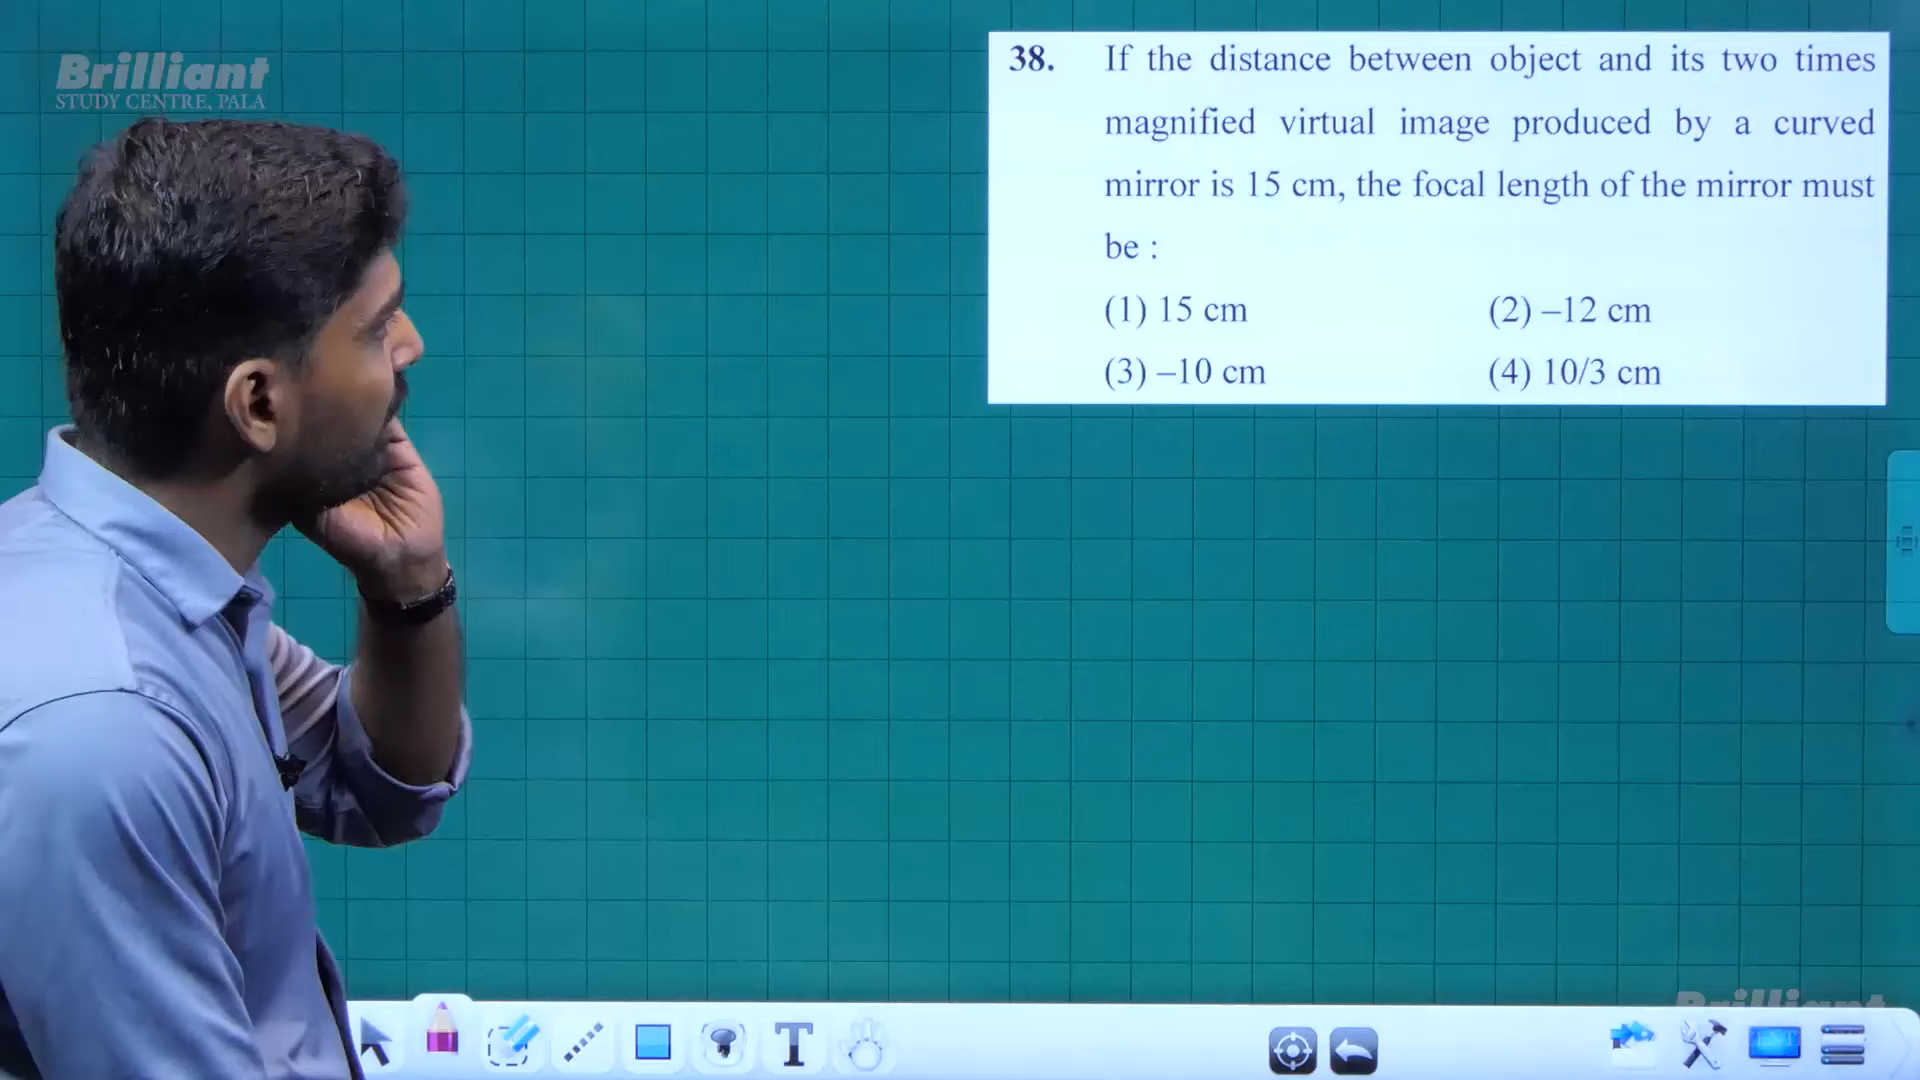 Brilliant
STUDY CENTRE, PALA
38. If the distance between object and its two times
magnified virtual image produced by a curved
mirror is 15 cm, the focal length of the mirror must
be :
(1) 15 cm (2) –12 cm
(3) –10 cm (4) 10/3 cm
T
EXIT
Brilliant